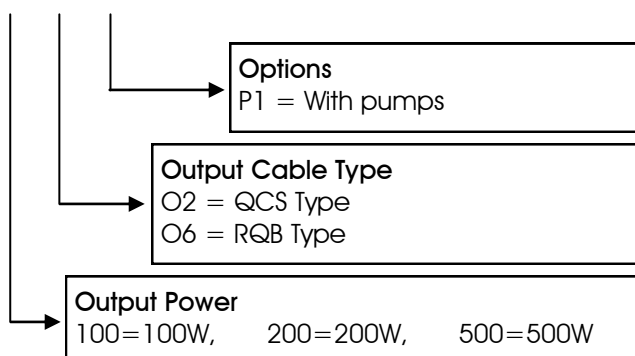 Options
P1 = With pumps
Output Cable Type
O2 = QCS Type
O6 = RQB Type
Output Power
100=100W, 200=200W, 500=500W